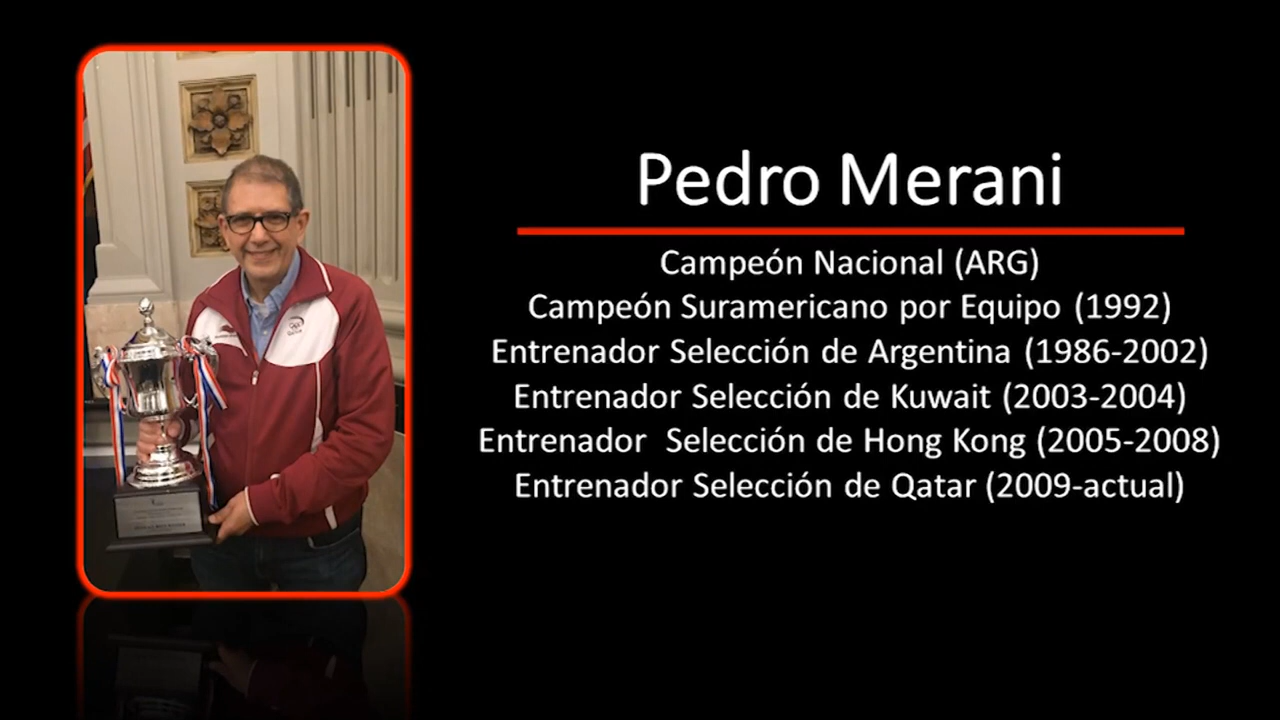 Pedro Merani
Campeón Nacional (ARG)
Campeón Suramericano por Equipo (1992)
Entrenador Selección de Argentina (1986-2002)
Entrenador Selección de Kuwait (2003-2004)
Entrenador Selección de Hong Kong (2005-2008)
Entrenador Selección de Qatar (2009-actual)